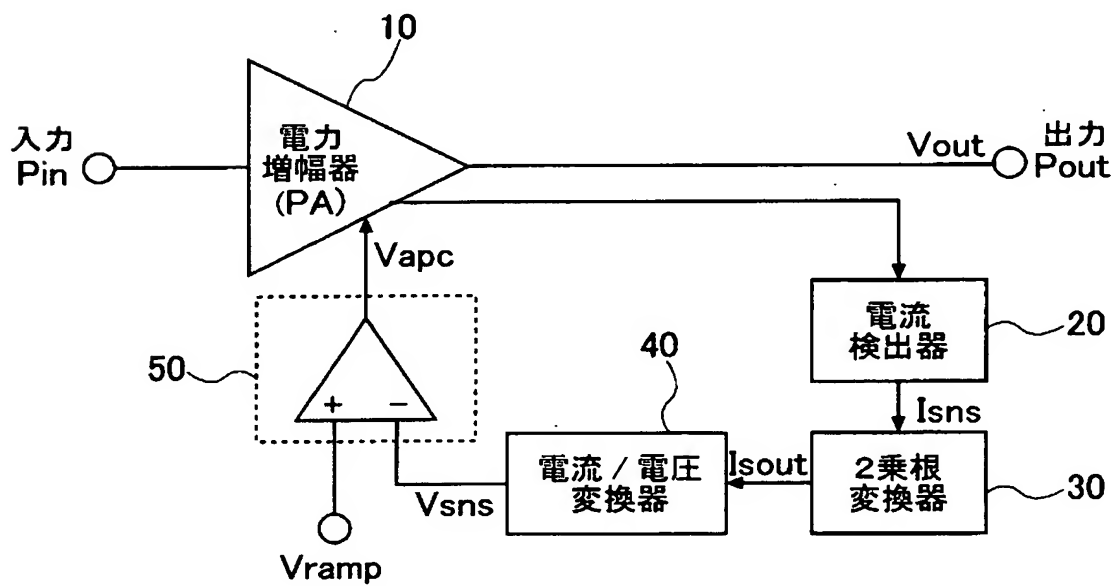 10
入力
Pin
電力
増幅器
(PA)
Vout
出力
Pout
Vapc
電流
検出器
20
50
+ −
40
Isns
電流/電圧
変換器
Isout
2乗根
変換器
30
Vsns
Vramp